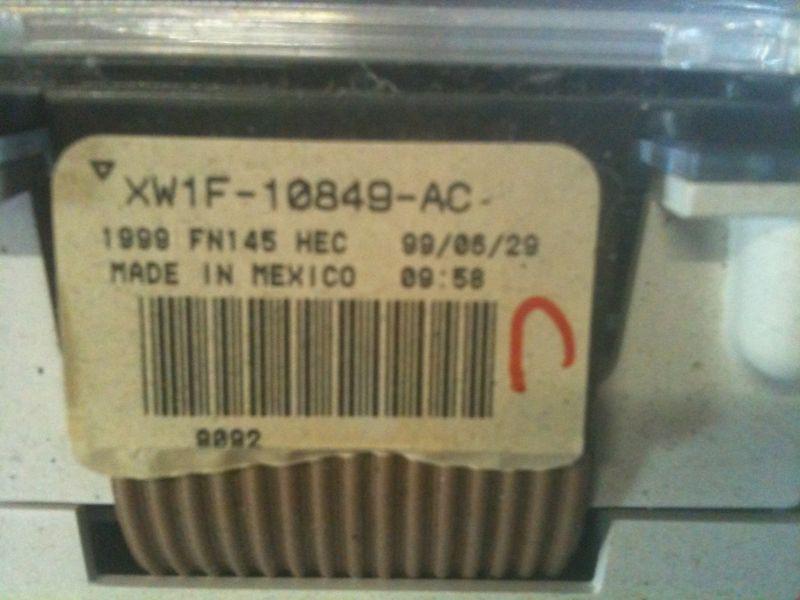 XW1F-10849-AC
1999 FN145 HEC 99/06/29
MADE IN MEXICO 09:58
9092